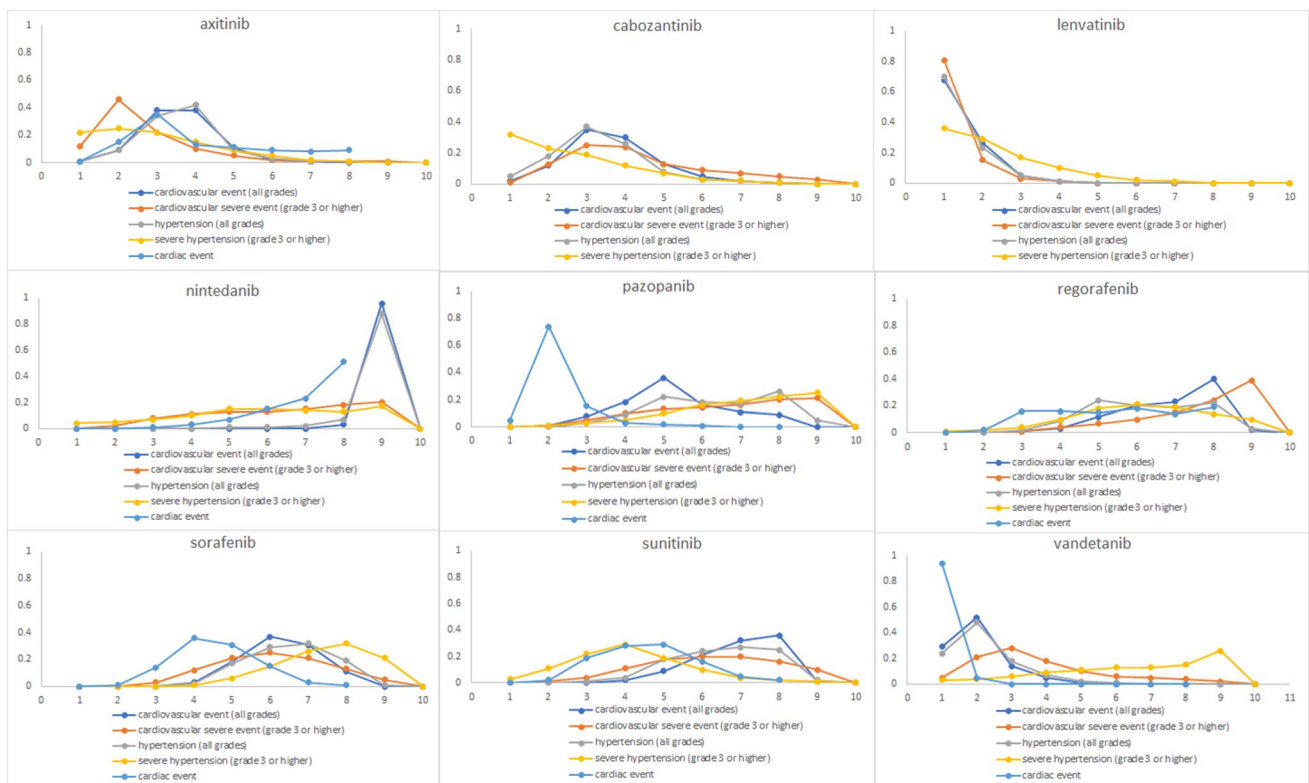 axitinib
1
0.8
0.6
0.4
0.2
0
0 1 2 3 4 5 6 7 8 9 10
cardiovascular event (all grades)
cardiovascular severe event (grade 3 or higher)
hypertension (all grades)
severe hypertension (grade 3 or higher)
cardiac event
cabozantinib
1
0.8
0.6
0.4
0.2
0
0 1 2 3 4 5 6 7 8 9 10
cardiovascular event (all grades)
cardiovascular severe event (grade 3 or higher)
hypertension (all grades)
severe hypertension (grade 3 or higher)
lenvatinib
1
0.8
0.6
0.4
0.2
0
0 1 2 3 4 5 6 7 8 9 10
cardiovascular event (all grades)
cardiovascular severe event (grade 3 or higher)
hypertension (all grades)
severe hypertension (grade 3 or higher)
nintedanib
1
0.8
0.6
0.4
0.2
0
0 1 2 3 4 5 6 7 8 9 10
cardiovascular event (all grades)
cardiovascular severe event (grade 3 or higher)
hypertension (all grades)
severe hypertension (grade 3 or higher)
cardiac event
pazopanib
1
0.8
0.6
0.4
0.2
0
0 1 2 3 4 5 6 7 8 9 10
cardiovascular event (all grades)
cardiovascular severe event (grade 3 or higher)
hypertension (all grades)
severe hypertension (grade 3 or higher)
cardiac event
regorafenib
1
0.8
0.6
0.4
0.2
0
0 1 2 3 4 5 6 7 8 9 10
cardiovascular event (all grades)
cardiovascular severe event (grade 3 or higher)
hypertension (all grades)
severe hypertension (grade 3 or higher)
cardiac event
sorafenib
1
0.8
0.6
0.4
0.2
0
0 1 2 3 4 5 6 7 8 9 10
cardiovascular event (all grades)
cardiovascular severe event (grade 3 or higher)
hypertension (all grades)
severe hypertension (grade 3 or higher)
cardiac event
sunitinib
1
0.8
0.6
0.4
0.2
0
0 1 2 3 4 5 6 7 8 9 10
cardiovascular event (all grades)
cardiovascular severe event (grade 3 or higher)
hypertension (all grades)
severe hypertension (grade 3 or higher)
cardiac event
vandetanib
1
0.8
0.6
0.4
0.2
0
0 1 2 3 4 5 6 7 8 9 10 11
cardiovascular event (all grades)
cardiovascular severe event (grade 3 or higher)
hypertension (all grades)
severe hypertension (grade 3 or higher)
cardiac event